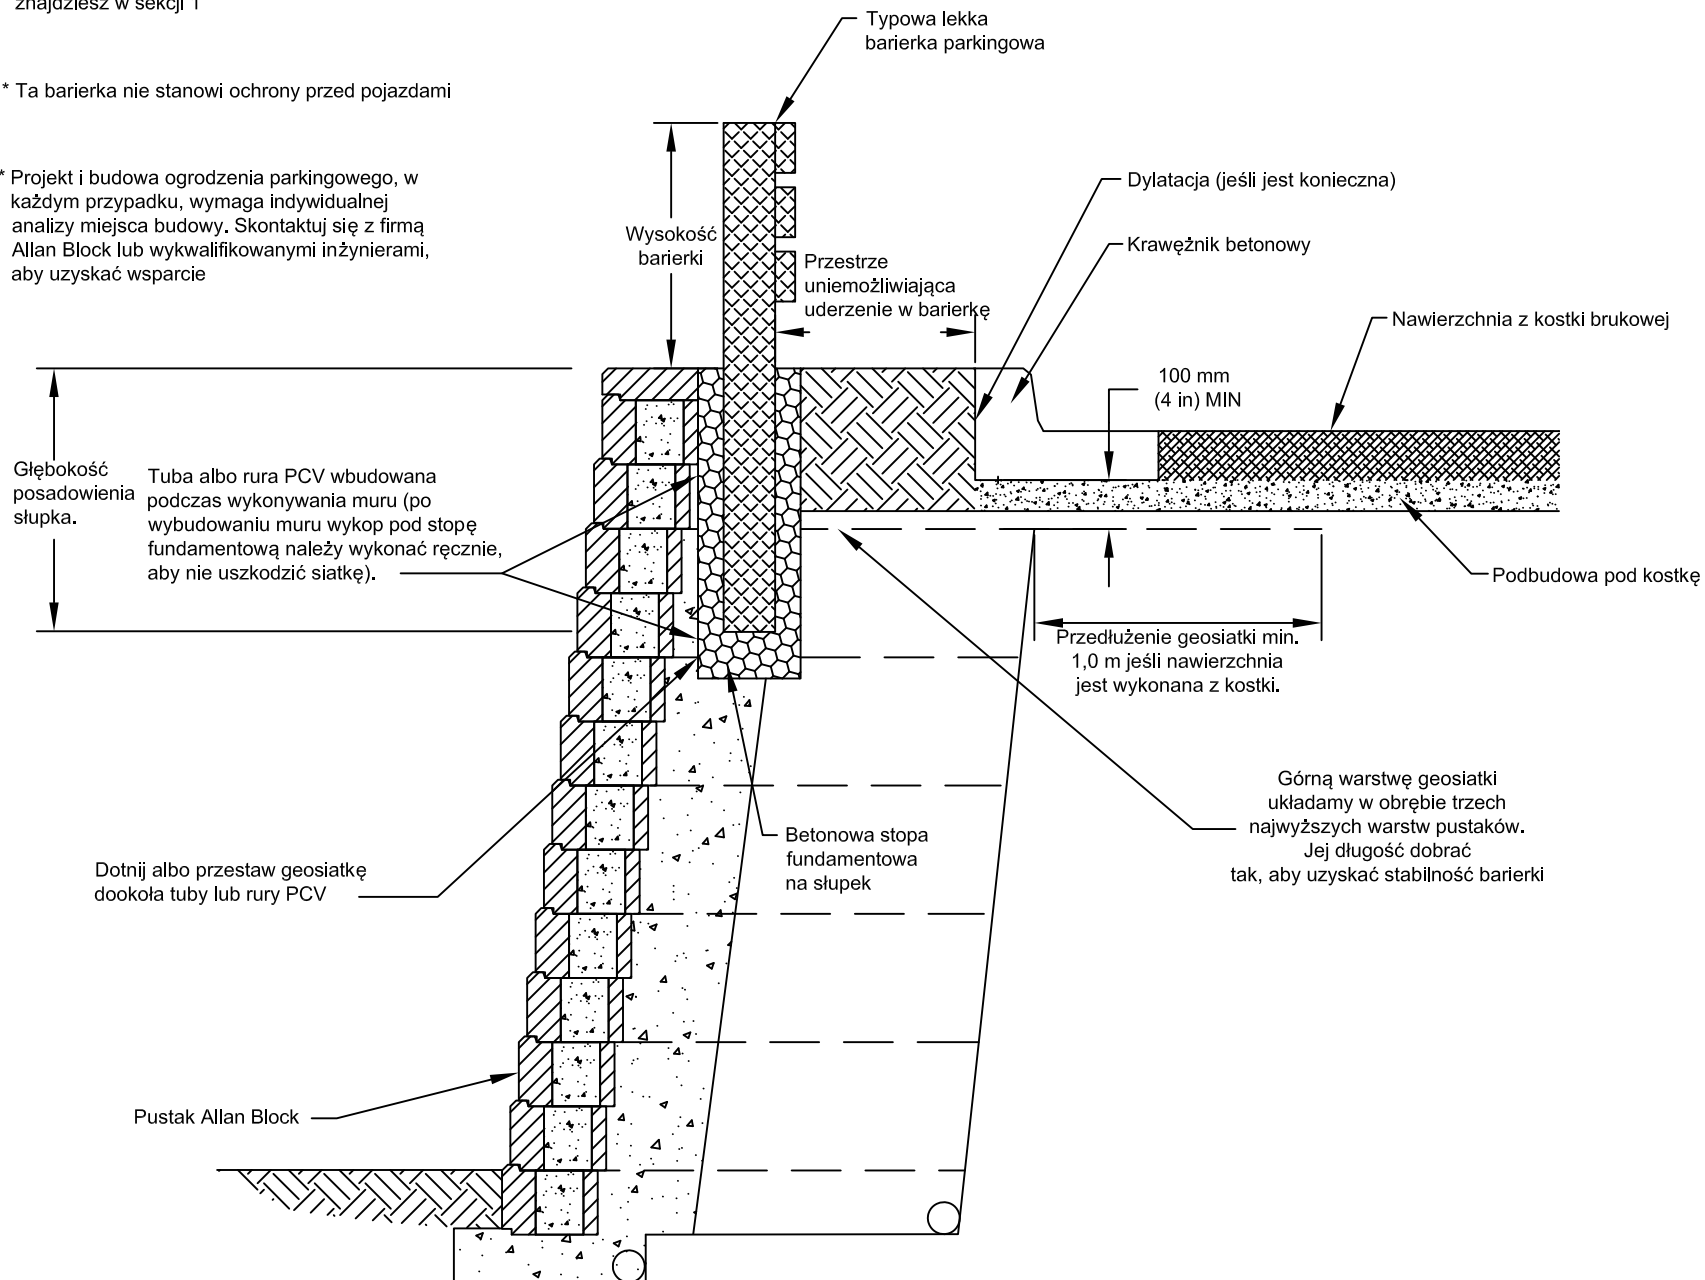 znajdziesz w sekcji 1
* Ta barierka nie stanowi ochrony przed pojazdami
* Projekt i budowa ogrodzenia parkingowego, w
każdym przypadku, wymaga indywidualnej
analizy miejsca budowy. Skontaktuj się z firmą
Allan Block lub wykwalifikowanymi inżynierami,
aby uzyskać wsparcie
Typowa lekka
barierka parkingowa
Wysokość
barierki
Przestrze
uniemożliwiająca
uderzenie w barierkę
Dylatacja (jeśli jest konieczna)
Krawężnik betonowy
Nawierzchnia z kostki brukowej
100 mm
(4 in) MIN
Głębokość
posadowienia
słupka.
Tuba albo rura PCV wbudowana
podczas wykonywania muru (po
wybudowaniu muru wykop pod stopę
fundamentową należy wykonać ręcznie,
aby nie uszkodzić siatkę).
Podbudowa pod kostkę
Przedłużenie geosiatki min.
1,0 m jeśli nawierzchnia
jest wykonana z kostki.
Górną warstwę geosiatki
układamy w obrębie trzech
najwyższych warstw pustaków.
Jej długość dobrać
tak, aby uzyskać stabilność barierki
Betonowa stopa
fundamentowa
na słupek
Dotnij albo przestaw geosiatkę
dookoła tuby lub rury PCV
Pustak Allan Block